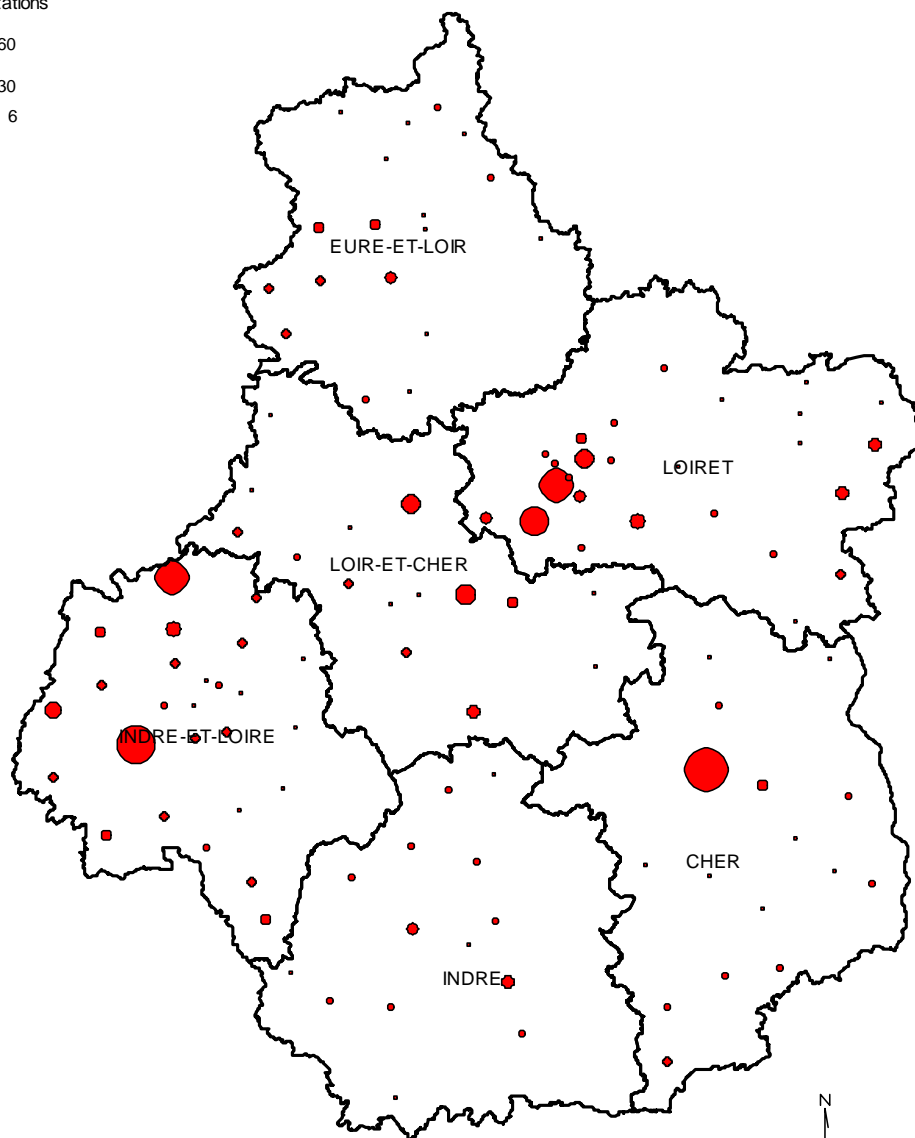 60
30
6
EURE-ET-LOIR
LOIRET
LOIR-ET-CHER
INDRE-ET-LOIRE
CHER
INDRE
N